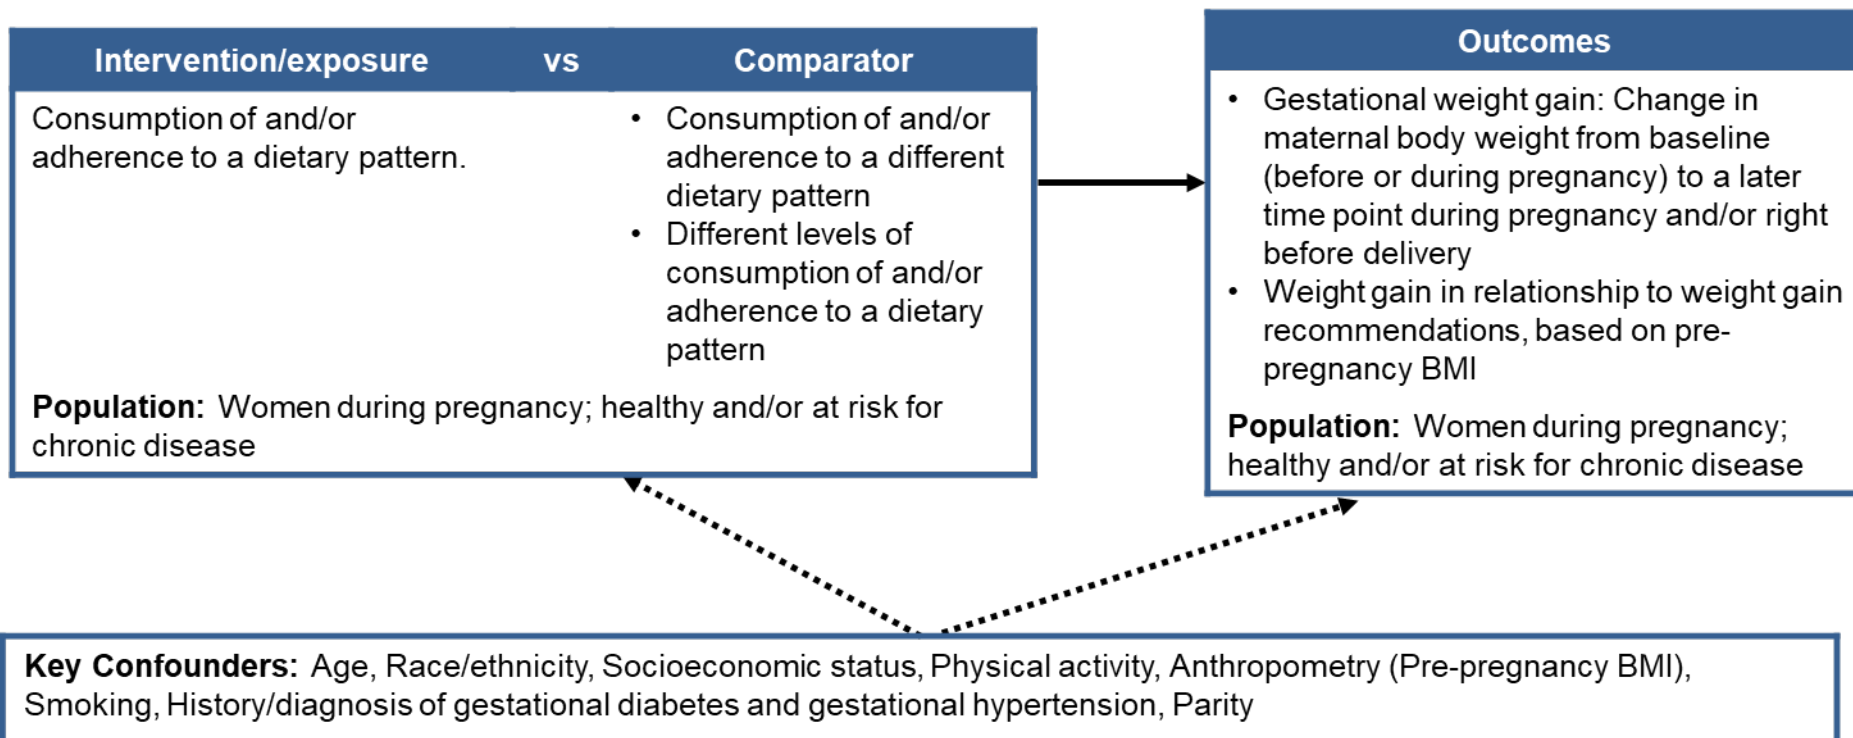 Intervention/exposure vs Comparator
Consumption of and/or
adherence to a dietary pattern.
• Consumption of and/or
adherence to a different
dietary pattern
• Different levels of
consumption of and/or
adherence to a dietary
pattern
Population: Women during pregnancy; healthy and/or at risk for
chronic disease
Outcomes
• Gestational weight gain: Change in
maternal body weight from baseline
(before or during pregnancy) to a later
time point during pregnancy and/or right
before delivery
• Weight gain in relationship to weight gain
recommendations, based on pre-
pregnancy BMI
Population: Women during pregnancy;
healthy and/or at risk for chronic disease
Key Confounders: Age, Race/ethnicity, Socioeconomic status, Physical activity, Anthropometry (Pre-pregnancy BMI),
Smoking, History/diagnosis of gestational diabetes and gestational hypertension, Parity